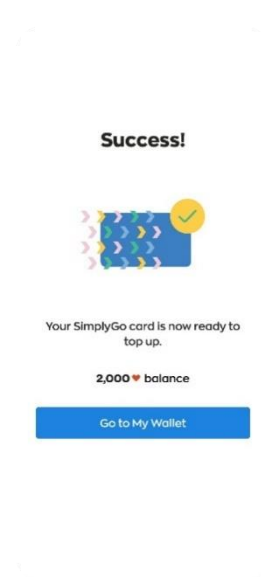 Success!
Your SimplyGo card is now ready to
top up.
2,000 ♥ balance
Go to My Wallet